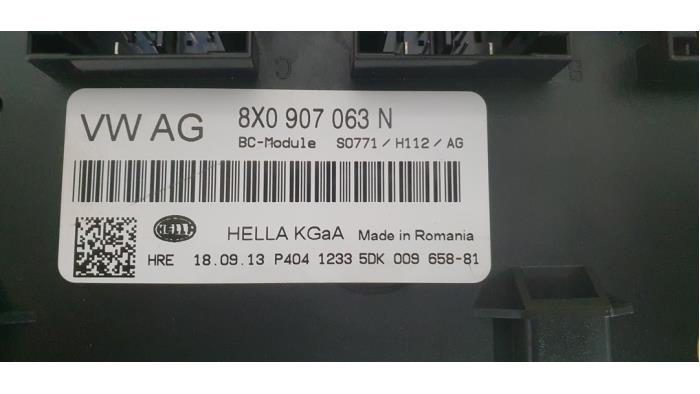 VW AG 8X0 907 063 N
BC-Module S0771/H112/AG
HELLA HELLA KGaA Made in Romania
HRE 18.09.13 P404 1233 5DK 009 658-81